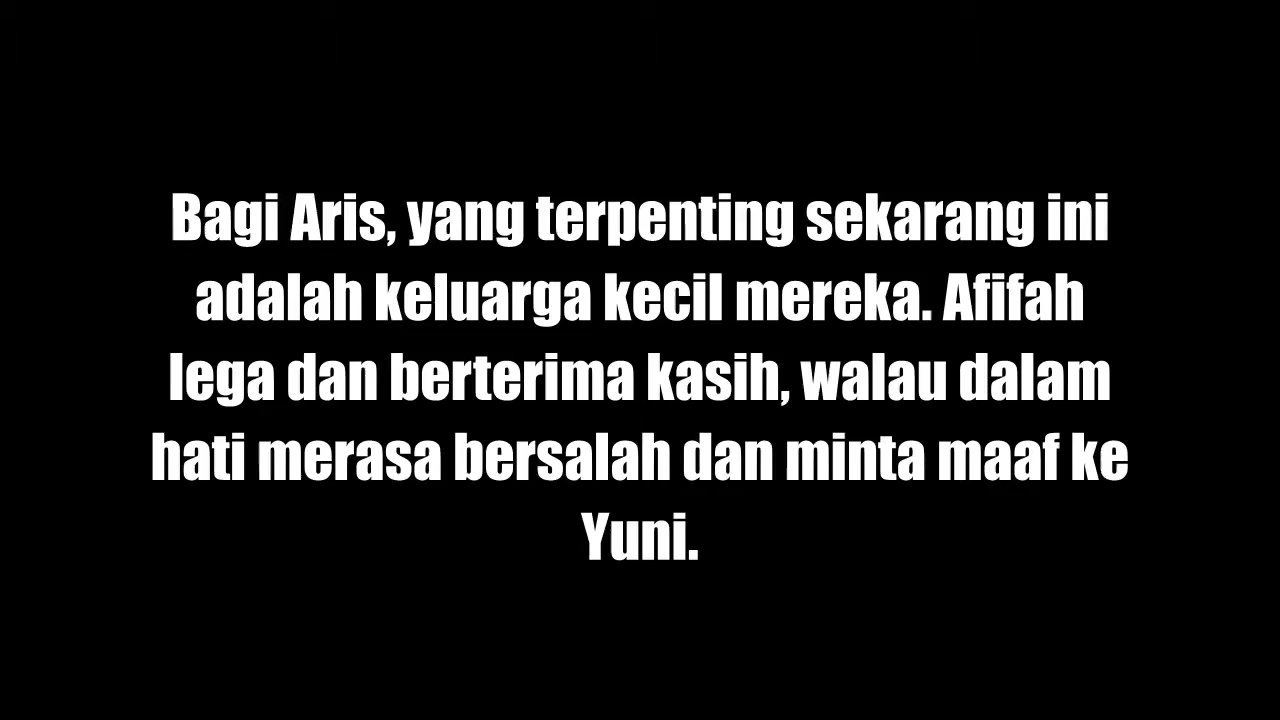 Bagi Aris, yang terpenting sekarang ini
adalah keluarga kecil mereka. Afifah
lega dan berterima kasih, walau dalam
hati merasa bersalah dan minta maaf ke
Yuni.